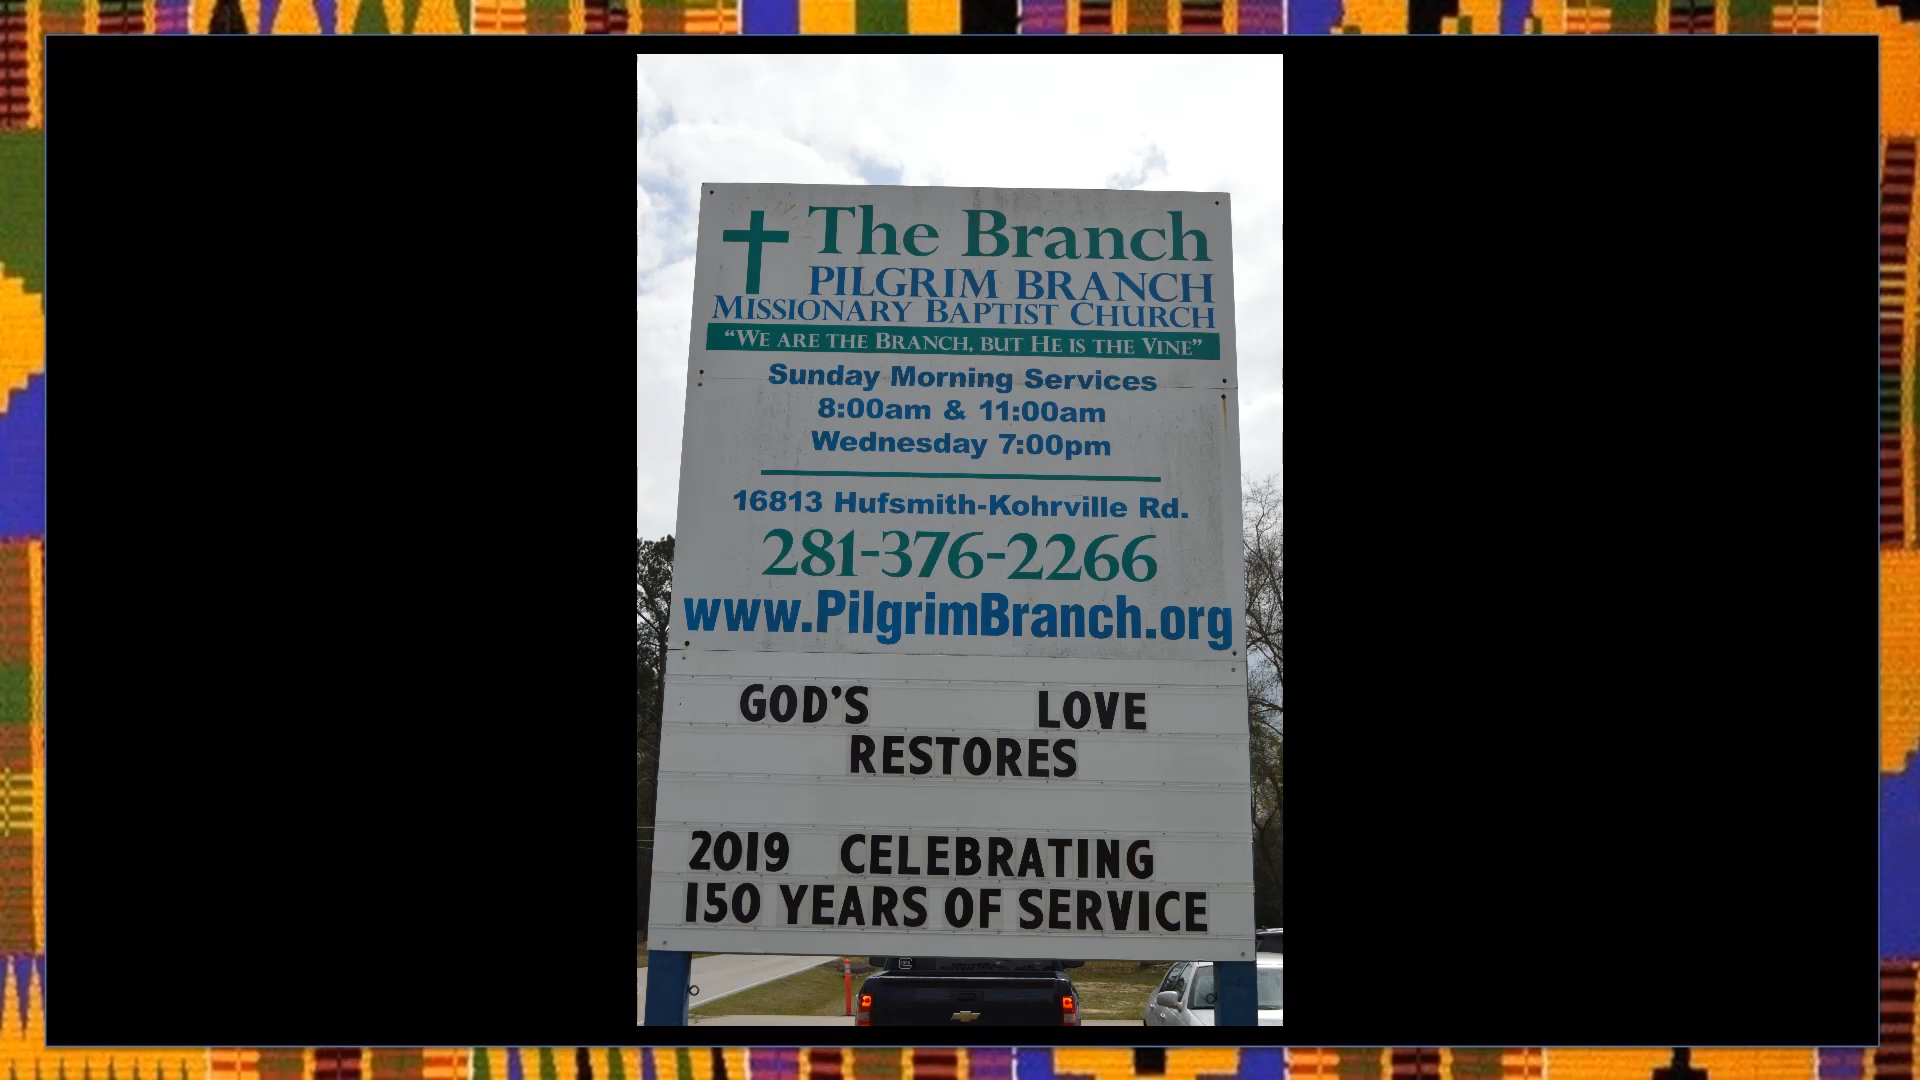 The Branch
PILGRIM BRANCH
MISSIONARY BAPTIST CHURCH
"WE ARE THE BRANCH, BUT HE IS THE VINE"
Sunday Morning Services
8:00am & 11:00am
Wednesday 7:00pm
16813 Hufsmith-Kohrville Rd.
281-376-2266
www.PilgrimBranch.org
GOD'S LOVE
RESTORES
2019 CELEBRATING
150 YEARS OF SERVICE